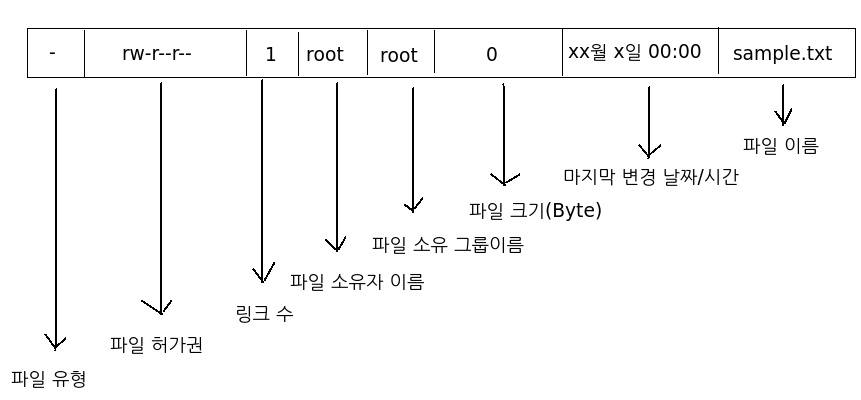 - rw-r--r-- 1 root root 0 xx월 x일 00:00 sample.txt
파일 이름
마지막 변경 날짜/시간
파일 크기(Byte)
파일 소유 그룹이름
파일 소유자 이름
링크 수
파일 허가권
파일 유형